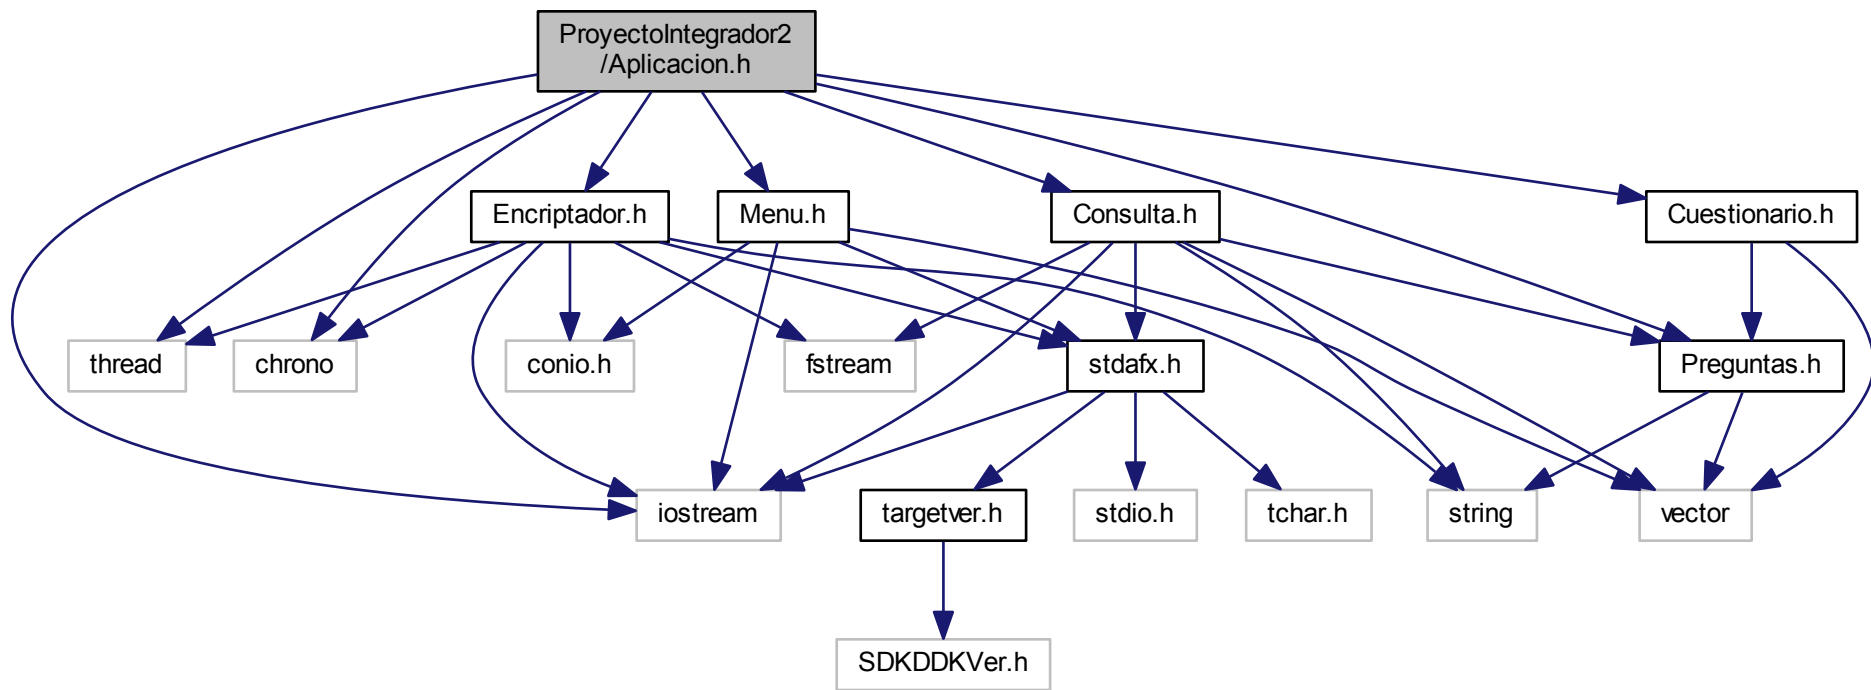 ProyectoIntegrador2
/Aplicacion.h
Encriptador.h
Menu.h
Consulta.h
Cuestionario.h
thread
chrono
conio.h
fstream
stdafx.h
Preguntas.h
iostream
targetver.h
stdio.h
tchar.h
string
vector
SDKDDKVer.h